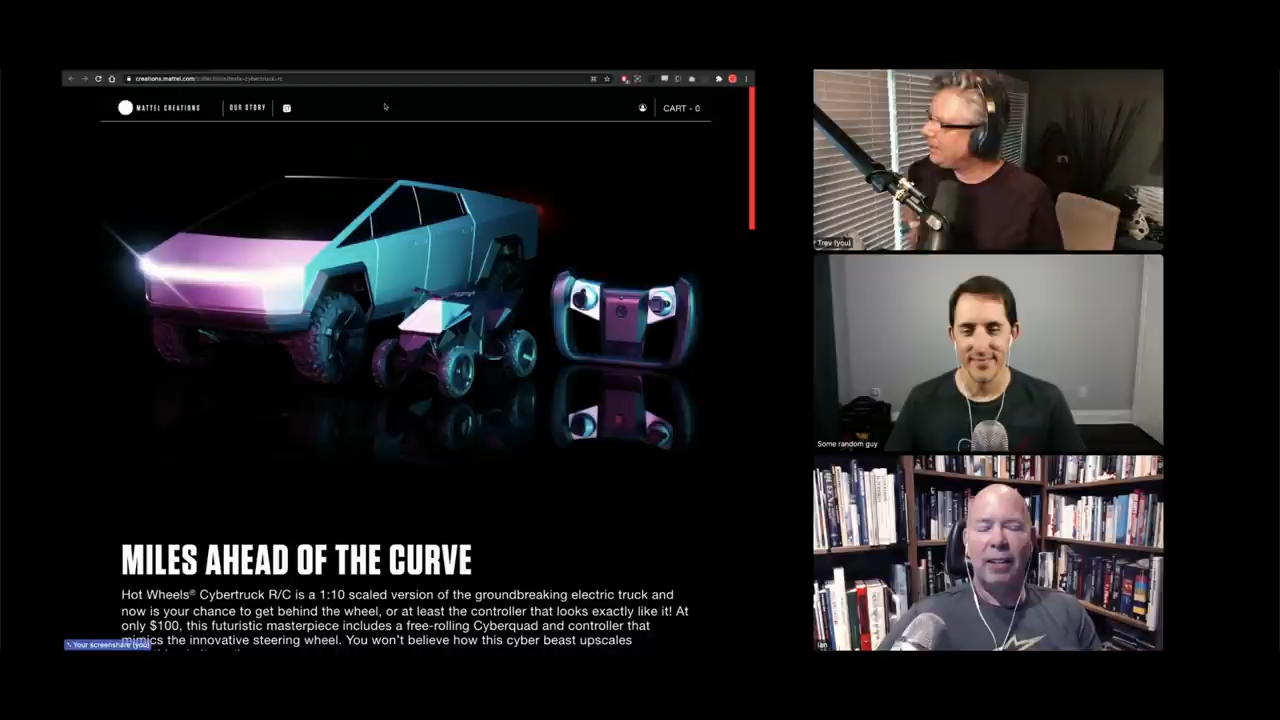 creations.mattel.com/collections/tesla-cybertruck-rc
MATTEL CREATIONS
OUR STORY
CART - 0
MILES AHEAD OF THE CURVE
Hot Wheels® Cybertruck R/C is a 1:10 scaled version of the groundbreaking electric truck and
now is your chance to get behind the wheel, or at least the controller that looks exactly like it! At
only $100, this futuristic masterpiece includes a free-rolling Cyberquad and controller that
mimics the innovative steering wheel. You won't believe how this cyber beast upscales
Your screenshare (you)
Trev (you)
Some random guy
Ian